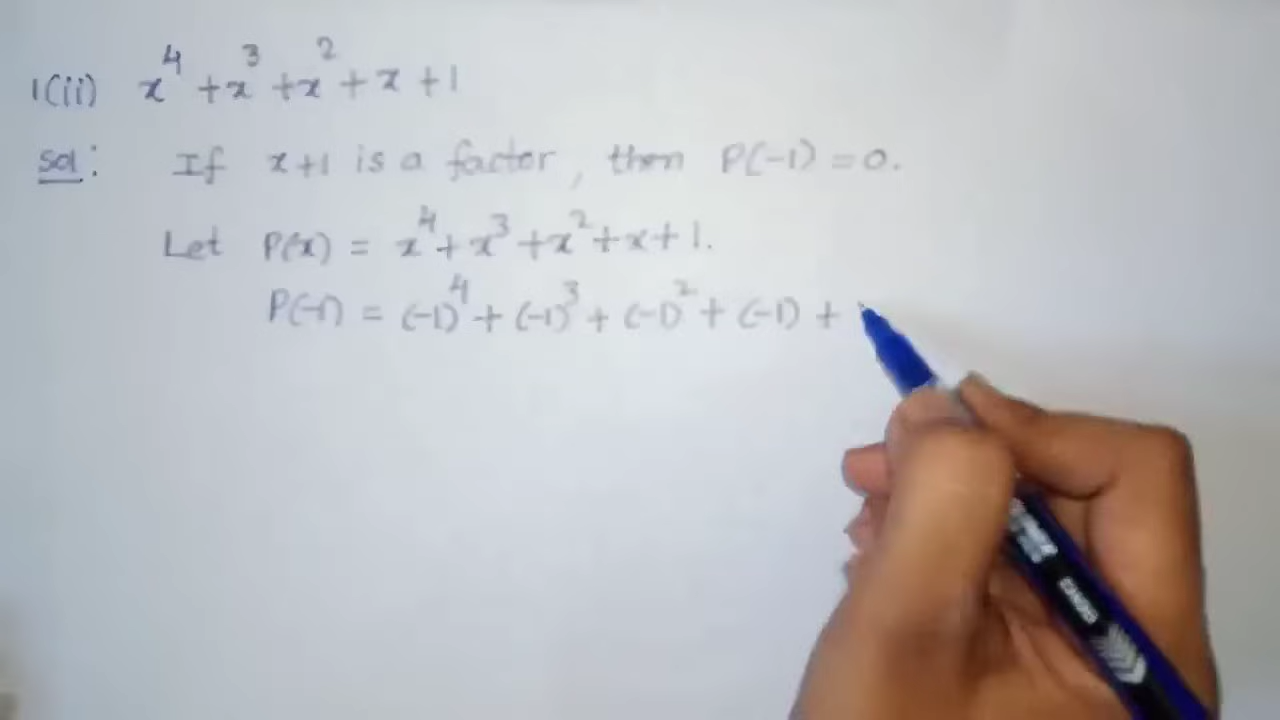 1(ii) x⁴ + x³ + x² + x + 1
Sol: If x+1 is a factor, then P(-1) = 0.
Let P(x) = x⁴ + x³ + x² + x + 1.
P(-1) = (-1)⁴ + (-1)³ + (-1)² + (-1) +